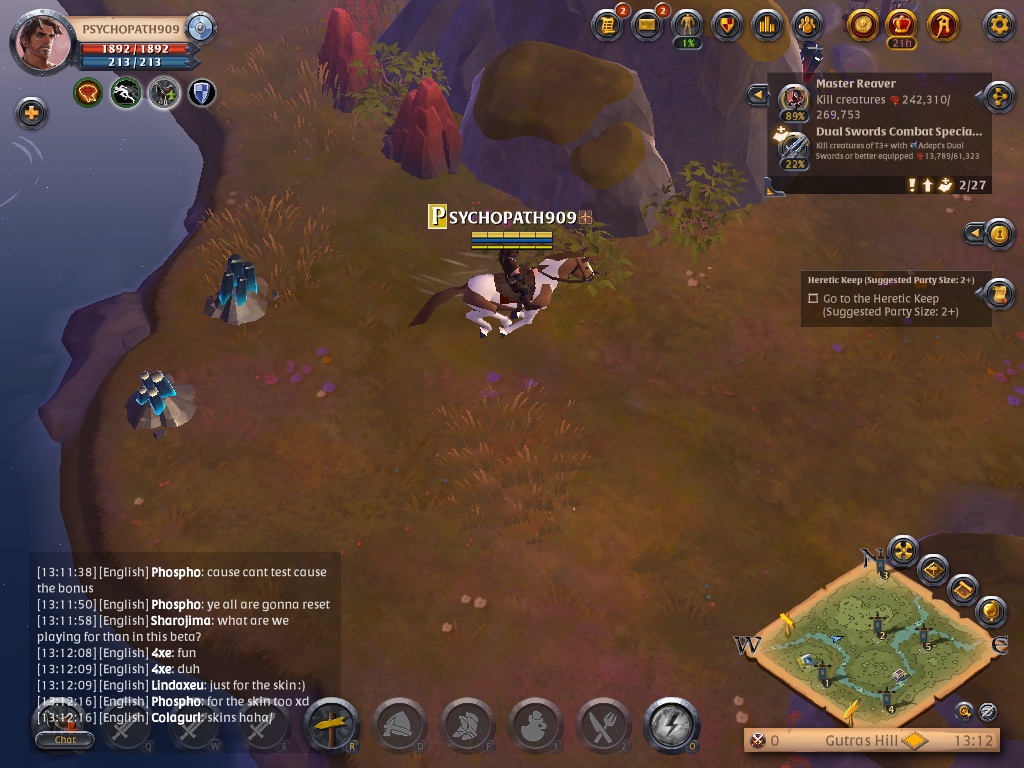 PSYCHOPATH909
1892 / 1892
213 / 213
2
2
1%
21h
Master Reaver
Kill creatures 242,310/
269,753
89%
Dual Swords Combat Specia...
Kill creatures of T3+ with Adept's Dual
Swords or better equipped 13,789/61,323
22%
2/27
PSYCHOPATH909
Heretic Keep (Suggested Party Size: 2+)
Go to the Heretic Keep
(Suggested Party Size: 2+)
[13:11:38] [English] Phospho: cause cant test cause
the bonus
[13:11:50] [English] Phospho: ye all are gonna reset
[13:11:58] [English] Sharojima: what are we
playing for than in this beta?
[13:12:08] [English] 4xe: fun
[13:12:09] [English] 4xe: duh
[13:12:09] [English] Lindaxeu: just for the skin:)
[13:12:16] [English] Phospho: for the skin too xd
[13:12:16] [English] Colagurl: skins haha/
Chat
Q
W
E
R
D
F
1
2
O
N
W
E
3
2
5
1
4
0
Gutras Hill
13:12